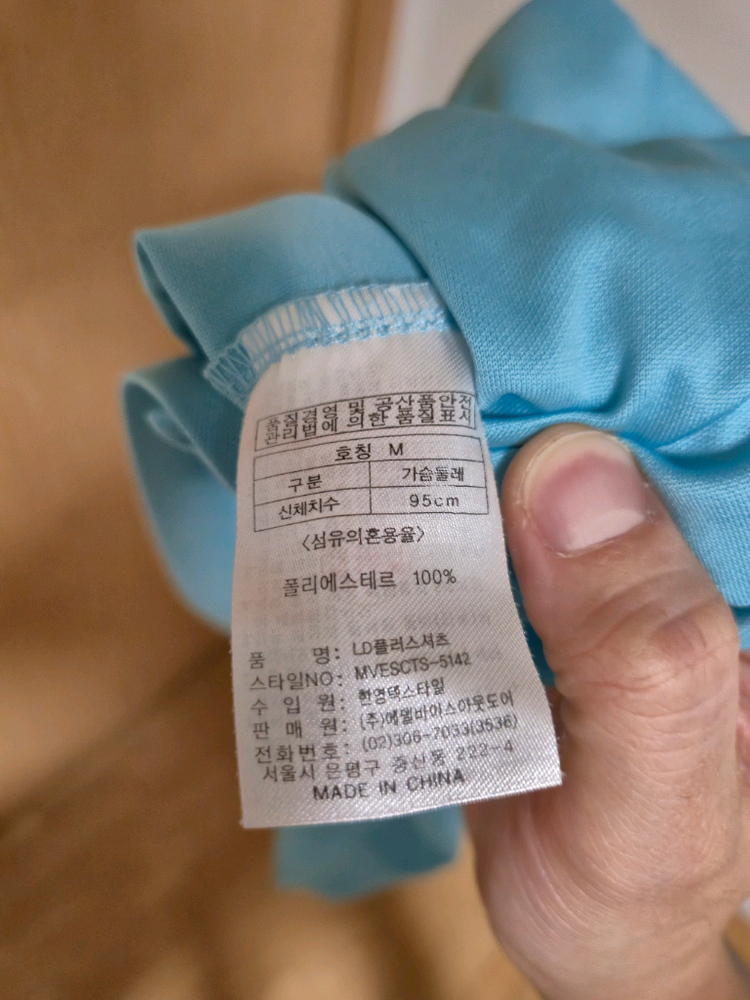 품질경영 및 공산품안전
관리법에 의한 품질표시
호칭 M
구분 가슴둘레
신체치수 95cm
<섬유의혼용율>
폴리에스테르 100%
품 명: LD플러스셔츠
스타일NO: MVESCTS-5142
수 입 원: 한영텍스타일
판 매 원: (주)에델바이스아웃도어
전화번호: (02)306-7033(3536)
서울시 은평구 증산동 222-4
MADE IN CHINA